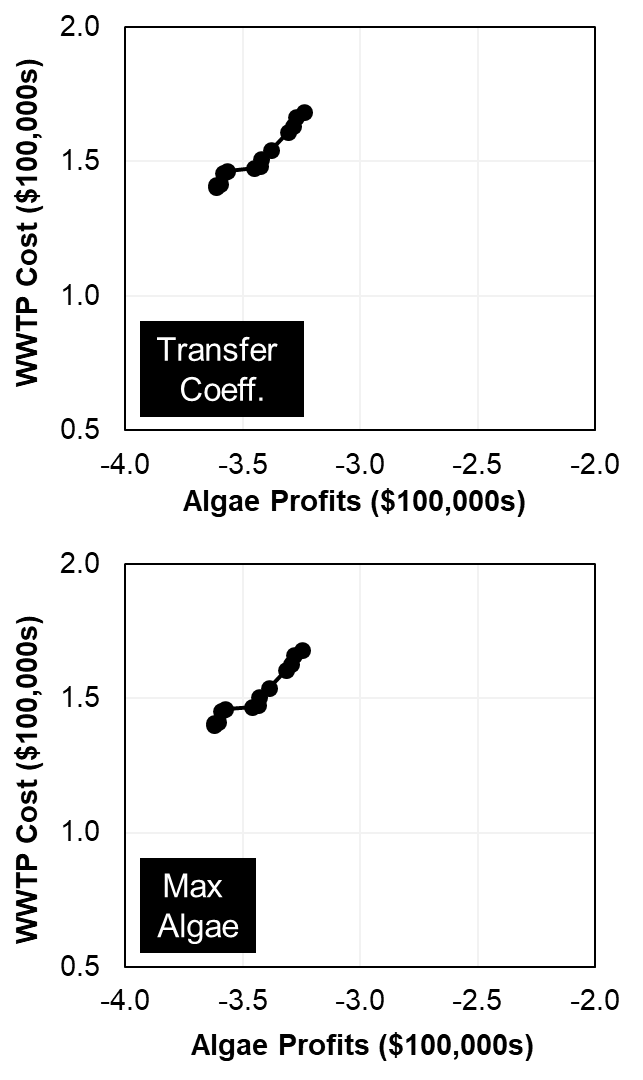 2.0
1.5
1.0
0.5
WWTP Cost ($100,000s)
Transfer
Coeff.
-4.0 -3.5 -3.0 -2.5 -2.0
Algae Profits ($100,000s)
2.0
1.5
1.0
0.5
WWTP Cost ($100,000s)
Max
Algae
-4.0 -3.5 -3.0 -2.5 -2.0
Algae Profits ($100,000s)